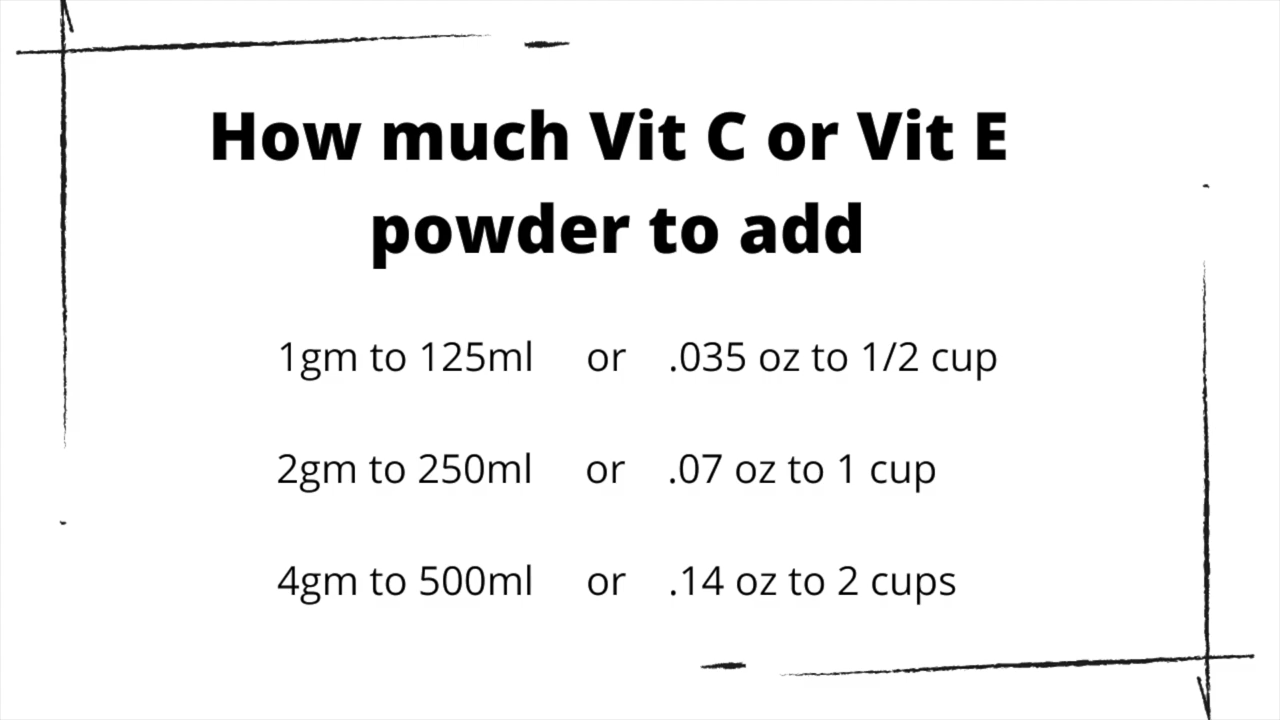 How much Vit C or Vit E
powder to add
1gm to 125ml or .035 oz to 1/2 cup
2gm to 250ml or .07 oz to 1 cup
4gm to 500ml or .14 oz to 2 cups